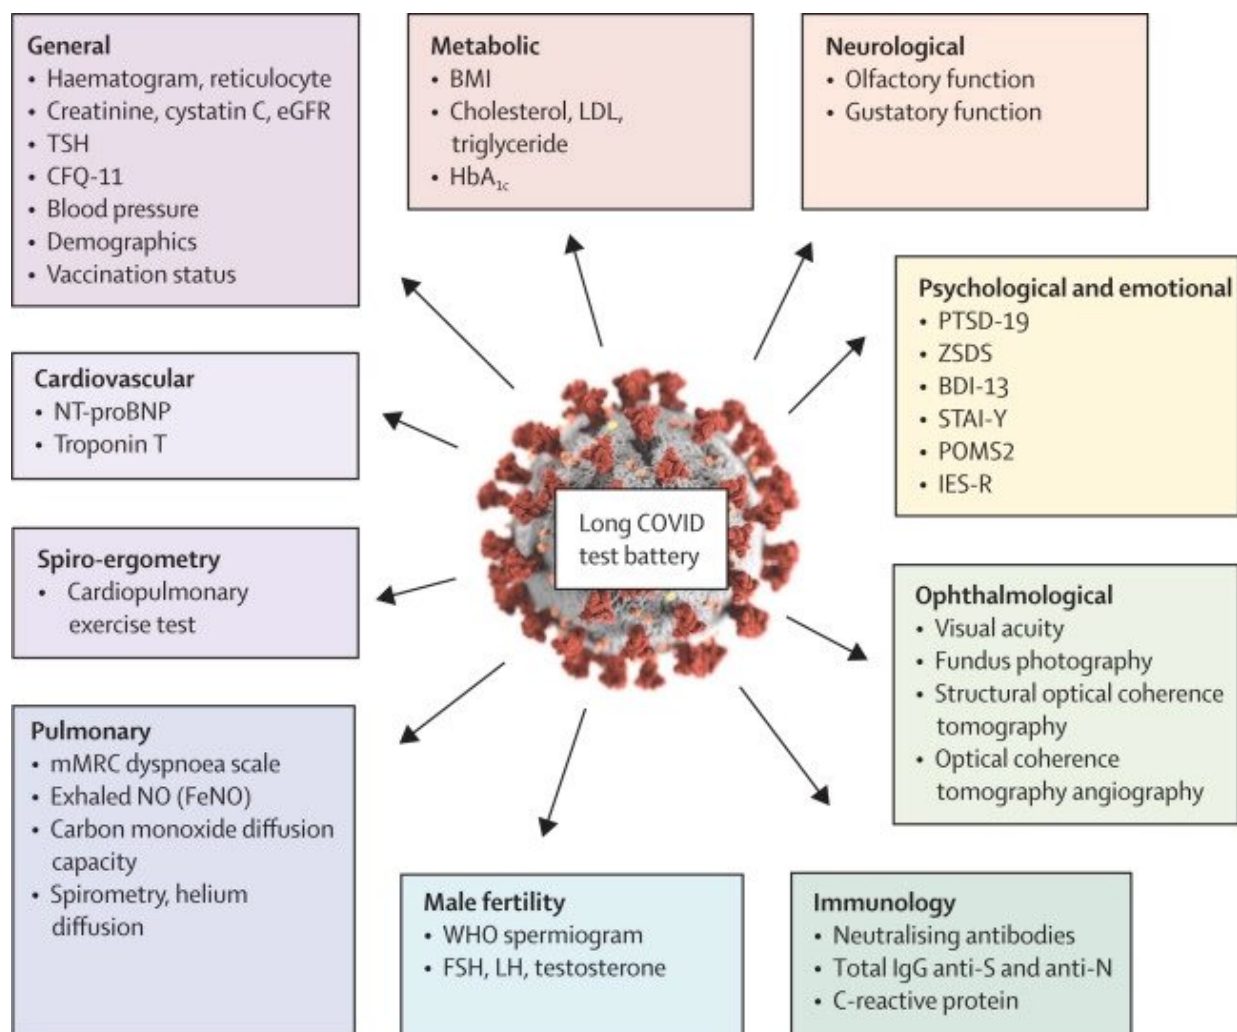 General
• Haematogram, reticulocyte
• Creatinine, cystatin C, eGFR
• TSH
• CFQ-11
• Blood pressure
• Demographics
• Vaccination status
Metabolic
• BMI
• Cholesterol, LDL,
triglyceride
• HbA1c
Neurological
• Olfactory function
• Gustatory function
Psychological and emotional
• PTSD-19
• ZSDS
• BDI-13
• STAI-Y
• POMS2
• IES-R
Cardiovascular
• NT-proBNP
• Troponin T
Long COVID
test battery
Spiro-ergometry
• Cardiopulmonary
exercise test
Ophthalmological
• Visual acuity
• Fundus photography
• Structural optical coherence
tomography
• Optical coherence
tomography angiography
Pulmonary
• mMRC dyspnoea scale
• Exhaled NO (FeNO)
• Carbon monoxide diffusion
capacity
• Spirometry, helium
diffusion
Male fertility
• WHO spermiogram
• FSH, LH, testosterone
Immunology
• Neutralising antibodies
• Total IgG anti-S and anti-N
• C-reactive protein